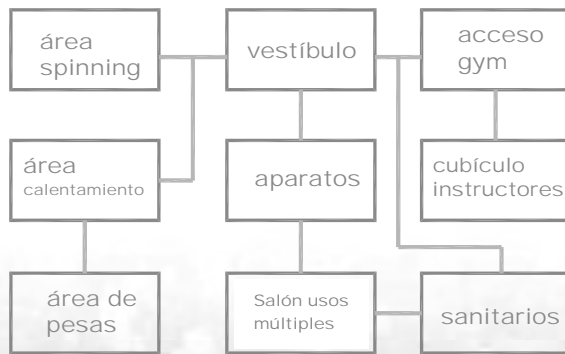 área
spinning
vestíbulo
acceso
gym
área
calentamiento
aparatos
cubículo
instructores
área de
pesas
Salón usos
múltiples
sanitarios